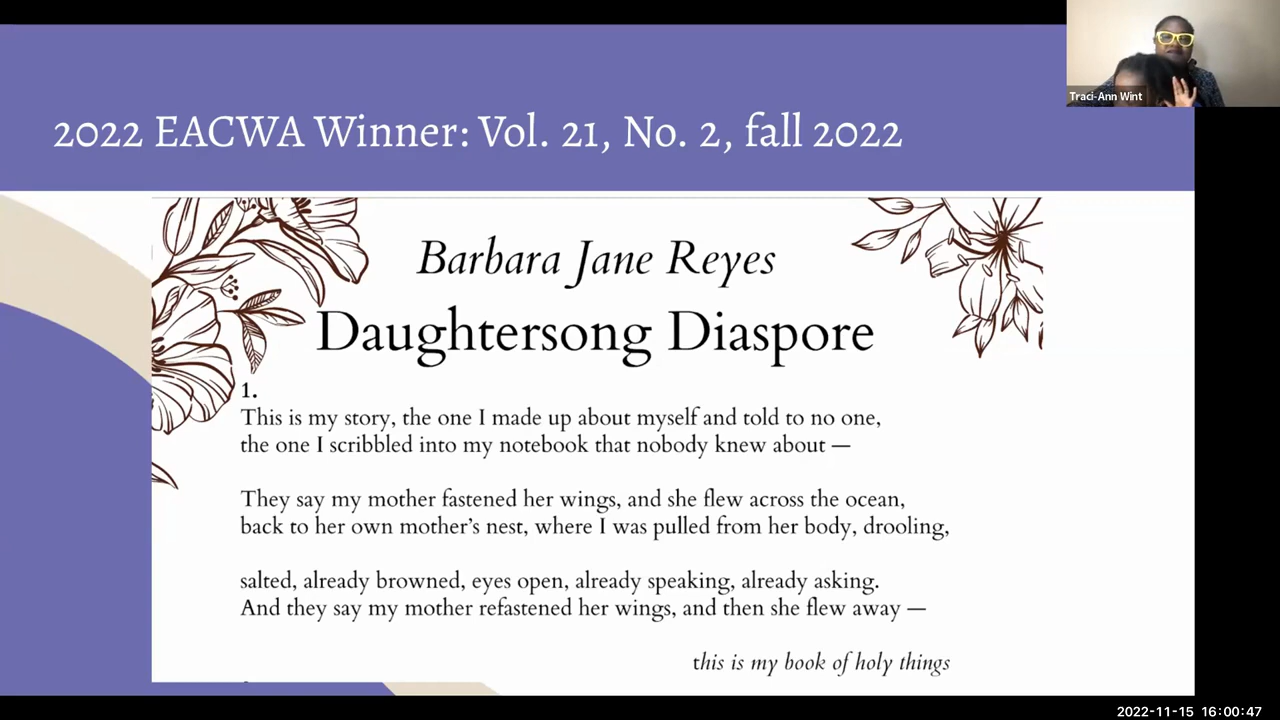 2022 EACWA Winner: Vol. 21, No. 2, fall 2022
Traci-Ann Wint
Barbara Jane Reyes
Daughtersong Diaspore
1.
This is my story, the one I made up about myself and told to no one,
the one I scribbled into my notebook that nobody knew about —
They say my mother fastened her wings, and she flew across the ocean,
back to her own mother’s nest, where I was pulled from her body, drooling,
salted, already browned, eyes open, already speaking, already asking.
And they say my mother refastened her wings, and then she flew away —
this is my book of holy things
2022-11-15 16:00:47